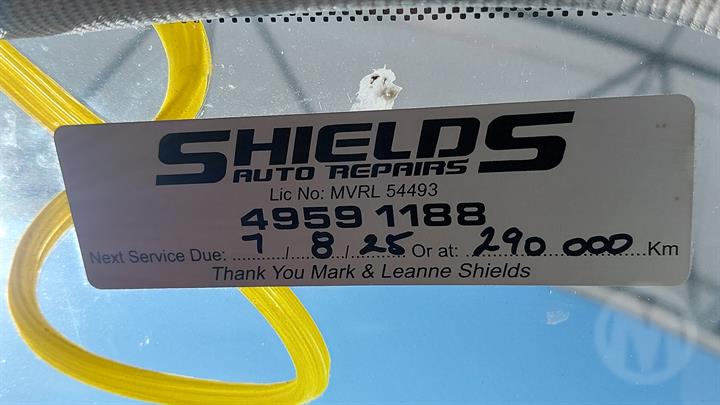 SHIELDS
AUTO REPAIRS
Lic No: MVRL 54493
4959 1188
Next Service Due: 7/8/25 Or at: 290 000 Km
Thank You Mark & Leanne Shields
M